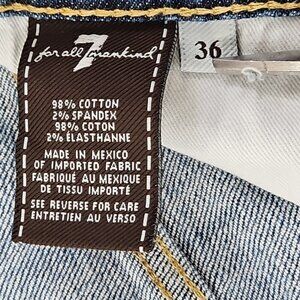 7
for all mankind
36
98% COTTON
2% SPANDEX
98% COTON
2% ÉLASTHANNE
MADE IN MEXICO
OF IMPORTED FABRIC
FABRIQUÉ AU MEXIQUE
DE TISSU IMPORTÉ
SEE REVERSE FOR CARE
ENTRETIEN AU VERSO